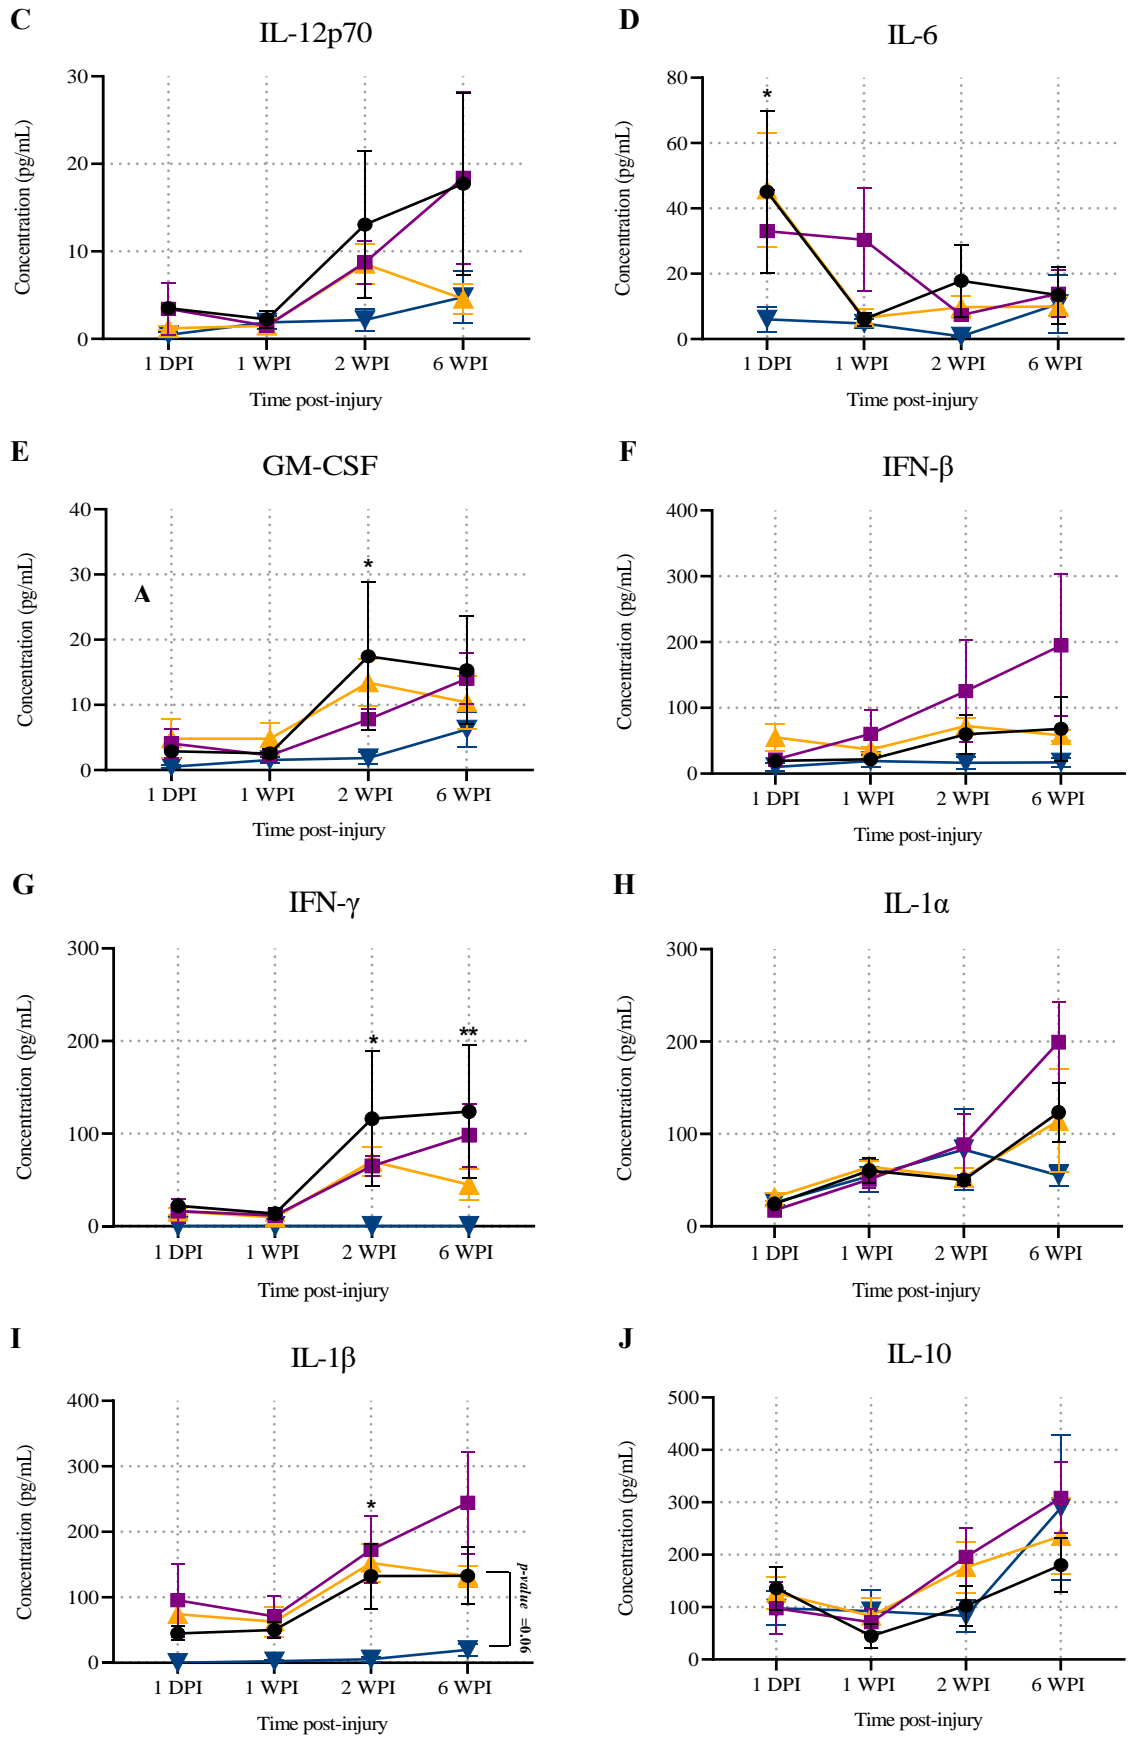 C
IL-12p70
Concentration (pg/mL)
30
20
10
0
1 DPI 1 WPI 2 WPI 6 WPI
Time post-injury
D
IL-6
Concentration (pg/mL)
80
60
40
20
0
*
1 DPI 1 WPI 2 WPI 6 WPI
Time post-injury
E
GM-CSF
Concentration (pg/mL)
40
30
20
10
0
A
*
1 DPI 1 WPI 2 WPI 6 WPI
Time post-injury
F
IFN-β
Concentration (pg/mL)
400
300
200
100
0
1 DPI 1 WPI 2 WPI 6 WPI
Time post-injury
G
IFN-γ
Concentration (pg/mL)
300
200
100
0
* **
1 DPI 1 WPI 2 WPI 6 WPI
Time post-injury
H
IL-1α
Concentration (pg/mL)
300
200
100
0
1 DPI 1 WPI 2 WPI 6 WPI
Time post-injury
I
IL-1β
Concentration (pg/mL)
400
300
200
100
0
*
p-value =0.06
1 DPI 1 WPI 2 WPI 6 WPI
Time post-injury
J
IL-10
Concentration (pg/mL)
500
400
300
200
100
0
1 DPI 1 WPI 2 WPI 6 WPI
Time post-injury